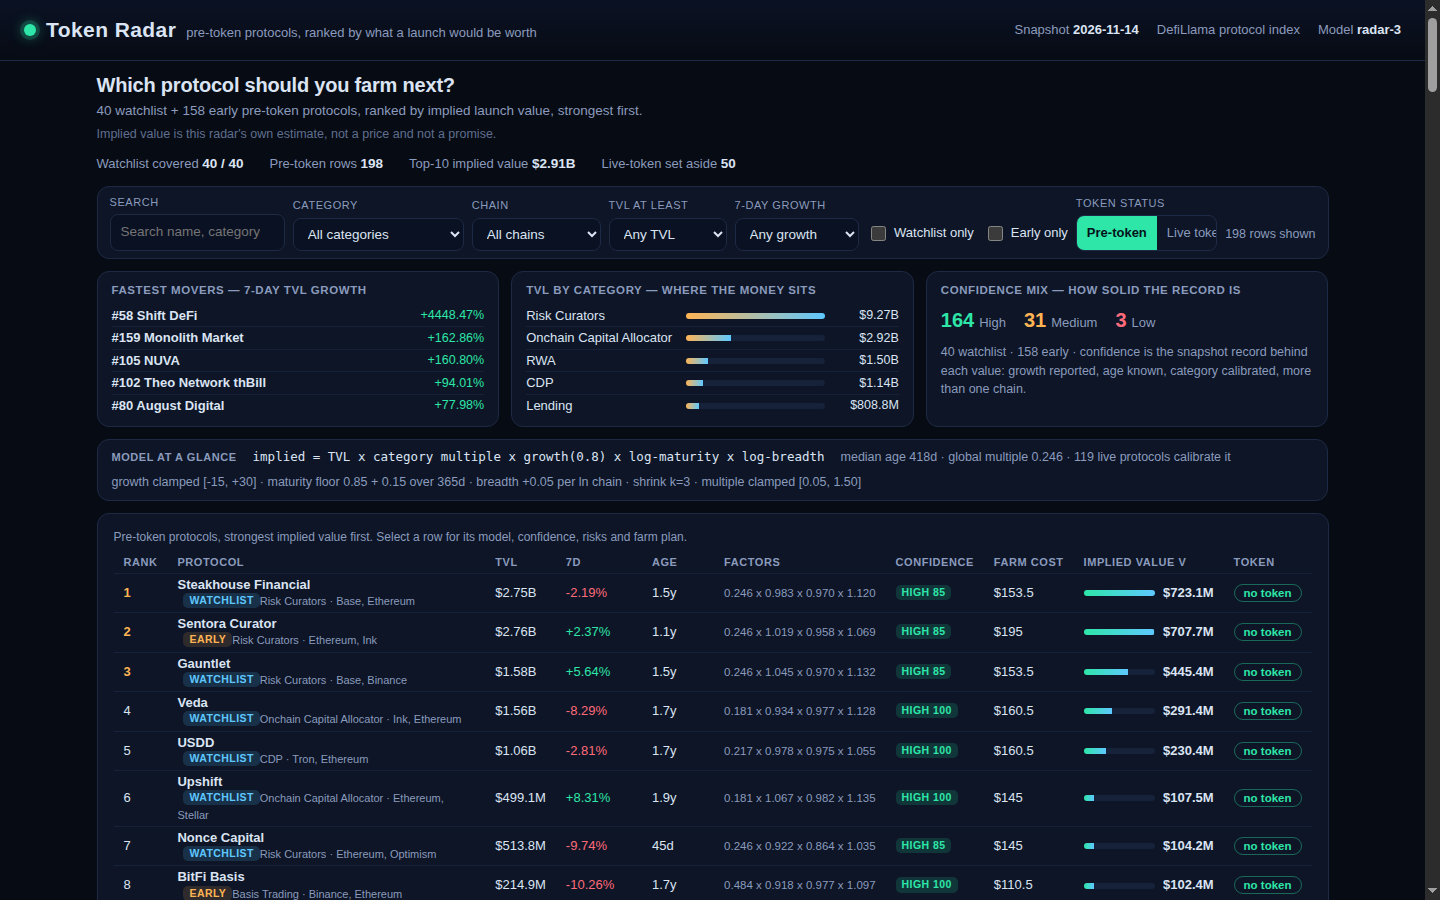 Token Radar pre-token protocols, ranked by what a launch would be worth Snapshot 2026-11-14 DefiLlama protocol index Model radar-3
Which protocol should you farm next?
40 watchlist + 158 early pre-token protocols, ranked by implied launch value, strongest first.
Implied value is this radar's own estimate, not a price and not a promise.
Watchlist covered 40 / 40 Pre-token rows 198 Top-10 implied value $2.91B Live-token set aside 50
SEARCH CATEGORY CHAIN TVL AT LEAST 7-DAY GROWTH TOKEN STATUS
Search name, category All categories All chains Any TVL Any growth Watchlist only Early only Pre-token Live toke 198 rows shown
FASTEST MOVERS — 7-DAY TVL GROWTH
#58 Shift DeFi +4448.47%
#159 Monolith Market +162.86%
#105 NUVA +160.80%
#102 Theo Network thBill +94.01%
#80 August Digital +77.98%
TVL BY CATEGORY — WHERE THE MONEY SITS
Risk Curators $9.27B
Onchain Capital Allocator $2.92B
RWA $1.50B
CDP $1.14B
Lending $808.8M
CONFIDENCE MIX — HOW SOLID THE RECORD IS
164 High 31 Medium 3 Low
40 watchlist · 158 early · confidence is the snapshot record behind
each value: growth reported, age known, category calibrated, more
than one chain.
MODEL AT A GLANCE implied = TVL x category multiple x growth(0.8) x log-maturity x log-breadth median age 418d · global multiple 0.246 · 119 live protocols calibrate it
growth clamped [-15, +30] · maturity floor 0.85 + 0.15 over 365d · breadth +0.05 per ln chain · shrink k=3 · multiple clamped [0.05, 1.50]
Pre-token protocols, strongest implied value first. Select a row for its model, confidence, risks and farm plan.
RANK PROTOCOL TVL 7D AGE FACTORS CONFIDENCE FARM COST IMPLIED VALUE V TOKEN
1 Steakhouse Financial $2.75B -2.19% 1.5y 0.246 x 0.983 x 0.970 x 1.120 HIGH 85 $153.5 $723.1M no token
WATCHLIST Risk Curators · Base, Ethereum
2 Sentora Curator $2.76B +2.37% 1.1y 0.246 x 1.019 x 0.958 x 1.069 HIGH 85 $195 $707.7M no token
EARLY Risk Curators · Ethereum, Ink
3 Gauntlet $1.58B +5.64% 1.5y 0.246 x 1.045 x 0.970 x 1.132 HIGH 85 $153.5 $445.4M no token
WATCHLIST Risk Curators · Base, Binance
4 Veda $1.56B -8.29% 1.7y 0.181 x 0.934 x 0.977 x 1.128 HIGH 100 $160.5 $291.4M no token
WATCHLIST Onchain Capital Allocator · Ink, Ethereum
5 USDD $1.06B -2.81% 1.7y 0.217 x 0.978 x 0.975 x 1.055 HIGH 100 $160.5 $230.4M no token
WATCHLIST CDP · Tron, Ethereum
6 Upshift $499.1M +8.31% 1.9y 0.181 x 1.067 x 0.982 x 1.135 HIGH 100 $145 $107.5M no token
WATCHLIST Onchain Capital Allocator · Ethereum,
Stellar
7 Nonce Capital $513.8M -9.74% 45d 0.246 x 0.922 x 0.864 x 1.035 HIGH 85 $145 $104.2M no token
WATCHLIST Risk Curators · Ethereum, Optimism
8 BitFi Basis $214.9M -10.26% 1.7y 0.484 x 0.918 x 0.977 x 1.097 HIGH 100 $110.5 $102.4M no token
EARLY Basis Trading · Binance, Ethereum